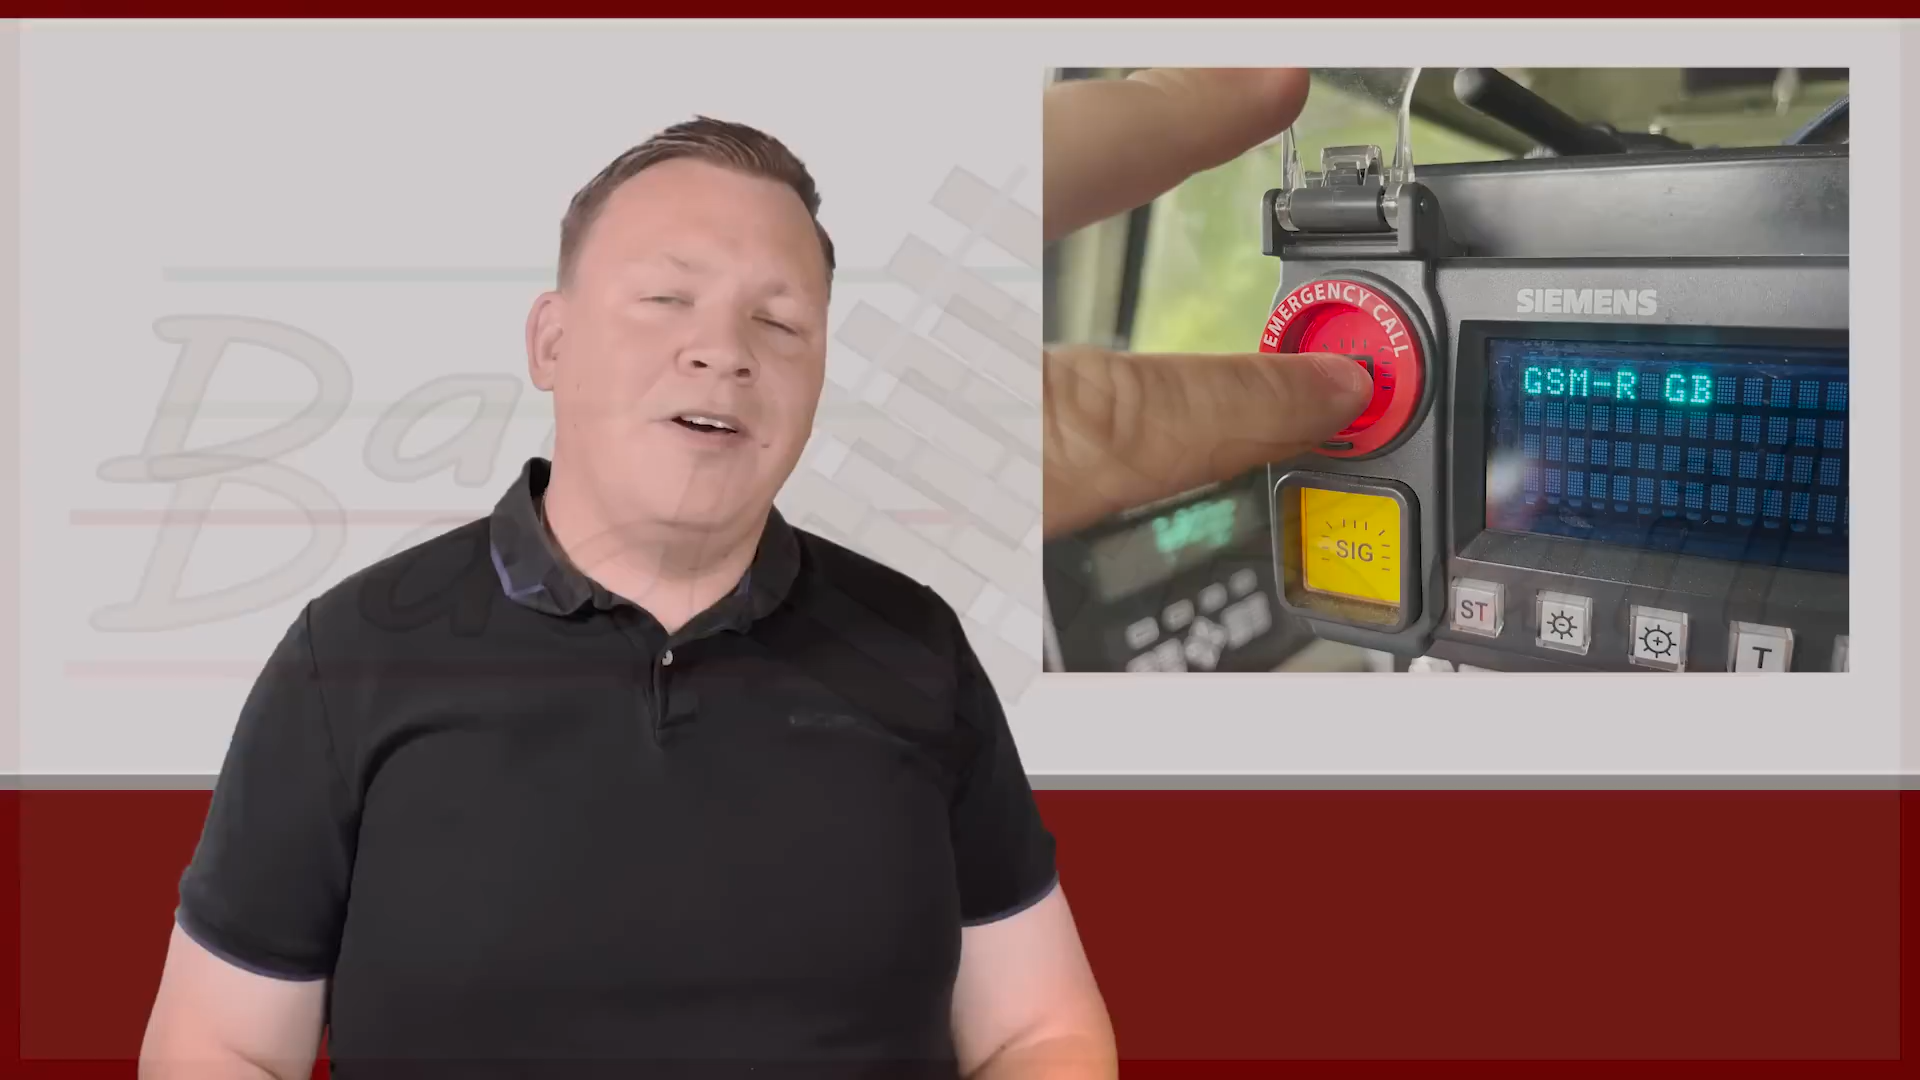 EMERGENCY CALL
SIEMENS
GSM-R GB
SIG
ST
T